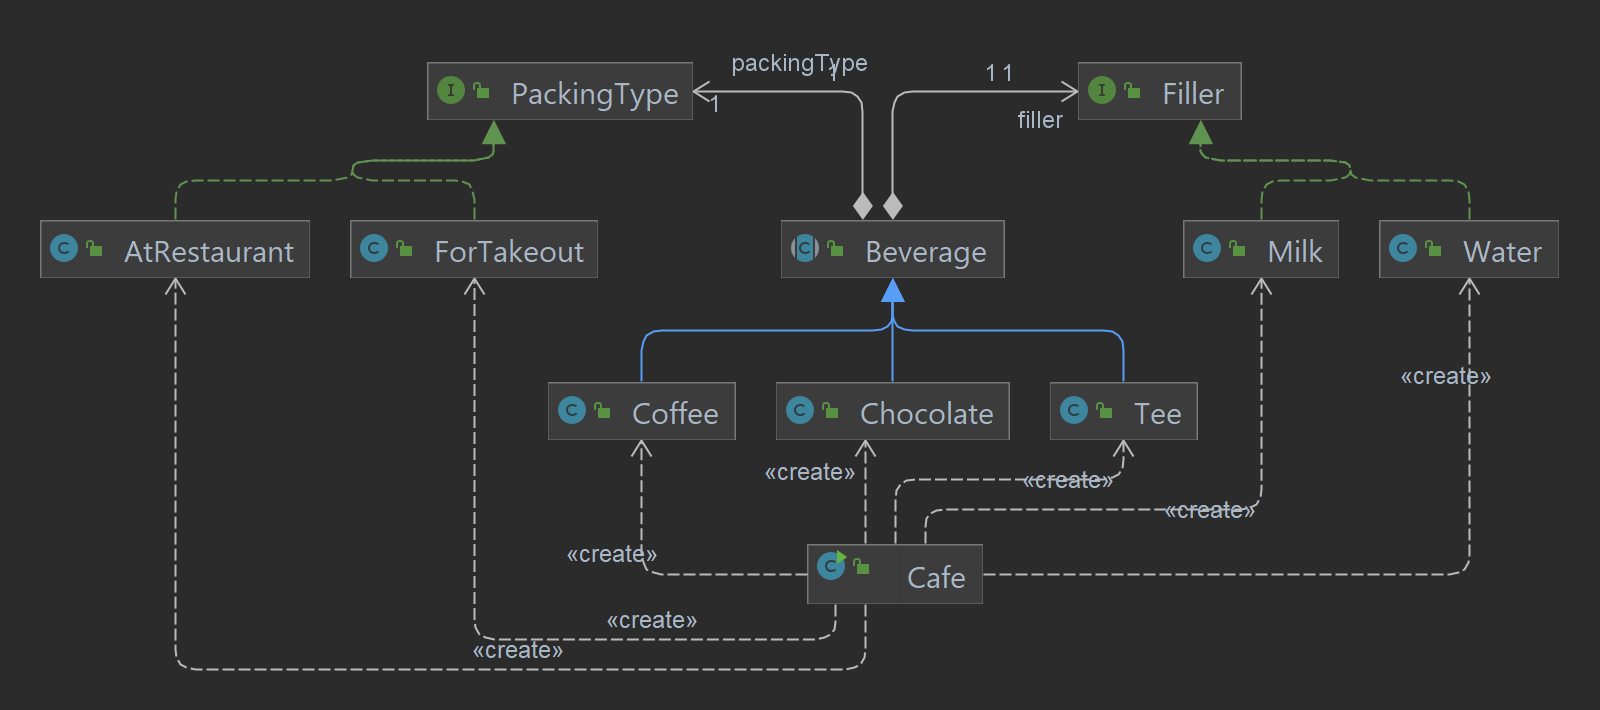 packingType
1
1 1
PackingType
1
Filler
filler
AtRestaurant
ForTakeout
Beverage
Milk
Water
«create»
Coffee
Chocolate
Tee
«create»
«create»
«create»
«create»
Cafe
«create»
«create»